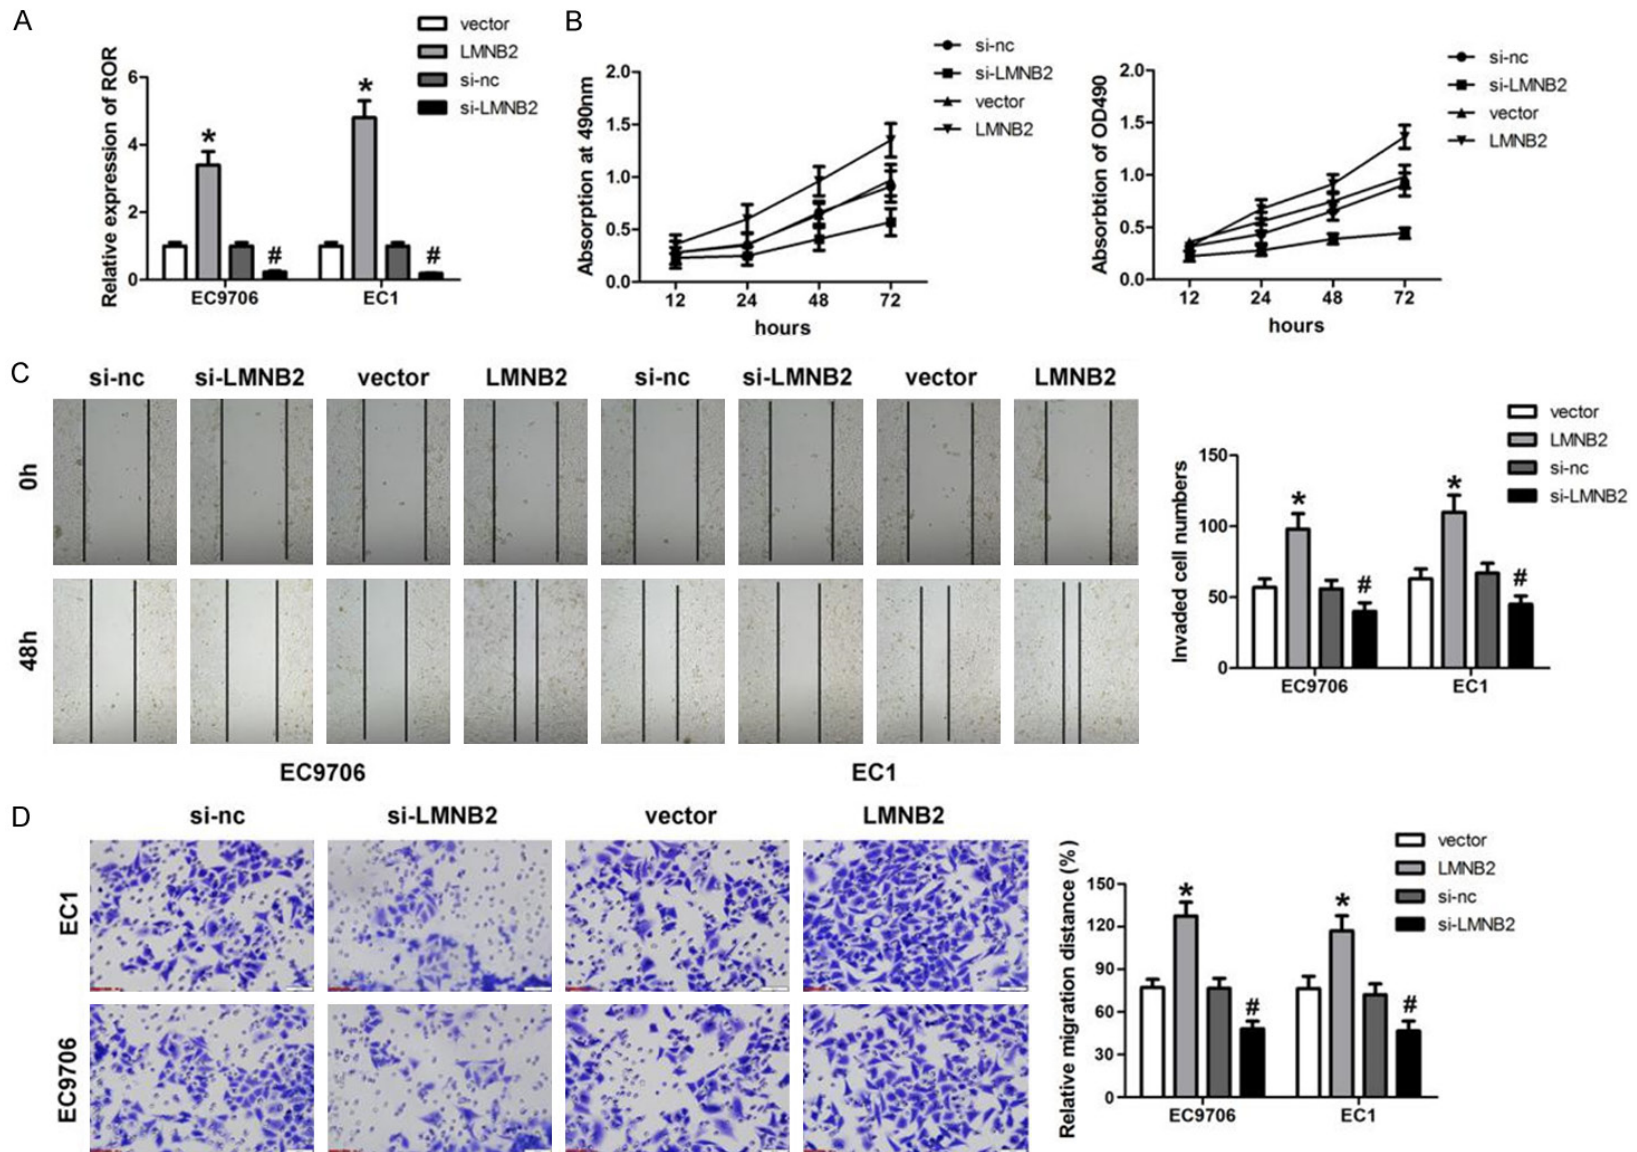 A
vector
LMNB2
si-nc
si-LMNB2
Relative expression of ROR
6
4
2
0
*
#
*
#
EC9706
EC1
B
si-nc
si-LMNB2
vector
LMNB2
Absorption at 490nm
2.0
1.5
1.0
0.5
0.0
12 24 48 72
hours
si-nc
si-LMNB2
vector
LMNB2
Absorbtion of OD490
2.0
1.5
1.0
0.5
0.0
12 24 48 72
hours
C
si-nc si-LMNB2 vector LMNB2 si-nc si-LMNB2 vector LMNB2
0h
48h
EC9706 EC1
vector
LMNB2
si-nc
si-LMNB2
Invaded cell numbers
150
100
50
0
*
#
*
#
EC9706 EC1
D
si-nc si-LMNB2 vector LMNB2
EC1
EC9706
vector
LMNB2
si-nc
si-LMNB2
Relative migration distance (%)
150
120
90
60
30
0
*
#
*
#
EC9706 EC1